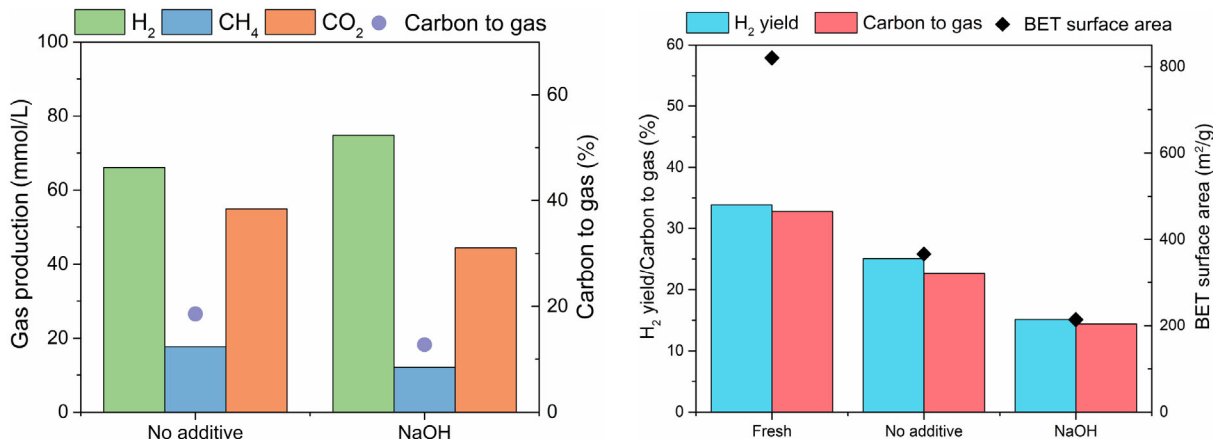 H₂ CH₄ CO₂ Carbon to gas
Gas production (mmol/L)
100
80
60
40
20
0
No additive NaOH
60
40
20
0
Carbon to gas (%)
H₂ yield Carbon to gas BET surface area
H₂ yield/Carbon to gas (%)
60
50
60
40
30
20
10
0
Fresh No additive NaOH
800
600
400
200
0
BET surface area (m²/g)